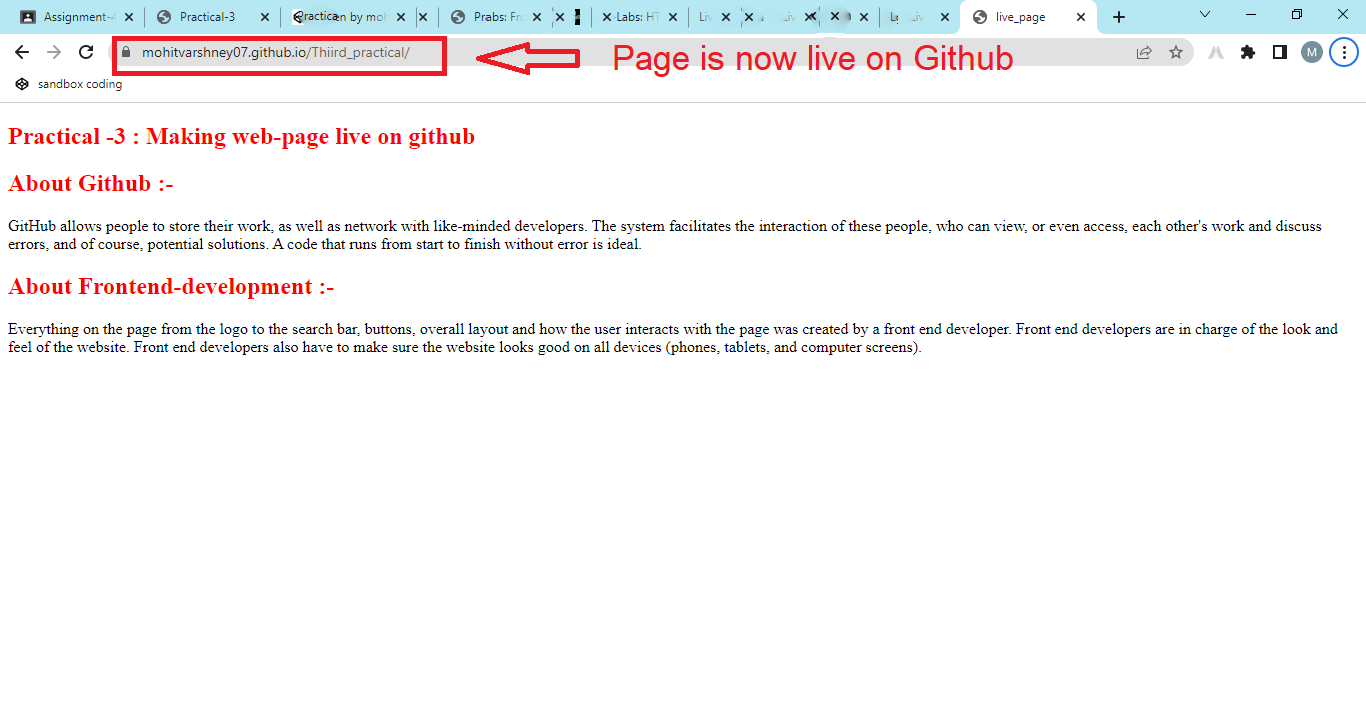 Assignment-4
Practical-3
Practica en by moh
Prabs: Fro
-Labs: HT
Liv
live_page
mohitvarshney07.github.io/Thiird_practical/
Page is now live on Github
M
sandbox coding
Practical -3 : Making web-page live on github
About Github :-
GitHub allows people to store their work, as well as network with like-minded developers. The system facilitates the interaction of these people, who can view, or even access, each other's work and discuss
errors, and of course, potential solutions. A code that runs from start to finish without error is ideal.
About Frontend-development :-
Everything on the page from the logo to the search bar, buttons, overall layout and how the user interacts with the page was created by a front end developer. Front end developers are in charge of the look and
feel of the website. Front end developers also have to make sure the website looks good on all devices (phones, tablets, and computer screens).